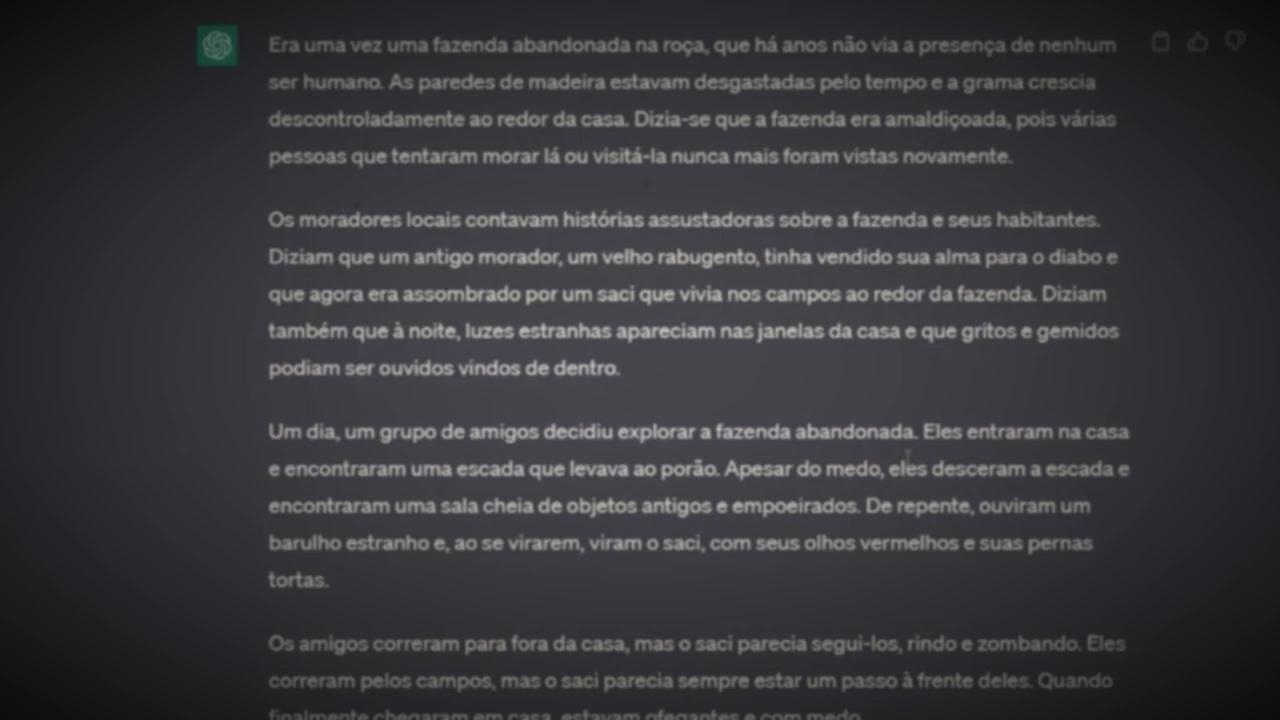 Era uma vez uma fazenda abandonada na roça, que há anos não via a presença de nenhum
ser humano. As paredes de madeira estavam desgastadas pelo tempo e a grama crescia
descontroladamente ao redor da casa. Dizia-se que a fazenda era amaldiçoada, pois várias
pessoas que tentaram morar lá ou visitá-la nunca mais foram vistas novamente.
Os moradores locais contavam histórias assustadoras sobre a fazenda e seus habitantes.
Diziam que um antigo morador, um velho rabugento, tinha vendido sua alma para o diabo e
que agora era assombrado por um saci que vivia nos campos ao redor da fazenda. Diziam
também que à noite, luzes estranhas apareciam nas janelas da casa e que gritos e gemidos
podiam ser ouvidos vindos de dentro.
Um dia, um grupo de amigos decidiu explorar a fazenda abandonada. Eles entraram na casa
e encontraram uma escada que levava ao porão. Apesar do medo, eles desceram a escada e
encontraram uma sala cheia de objetos antigos e empoeirados. De repente, ouviram um
barulho estranho e, ao se virarem, viram o saci, com seus olhos vermelhos e suas pernas
tortas.
Os amigos correram para fora da casa, mas o saci parecia segui-los, rindo e zombando. Eles
correram pelos campos, mas o saci parecia sempre estar um passo à frente deles. Quando
finalmente chegaram em casa, estavam ofegantes e com medo